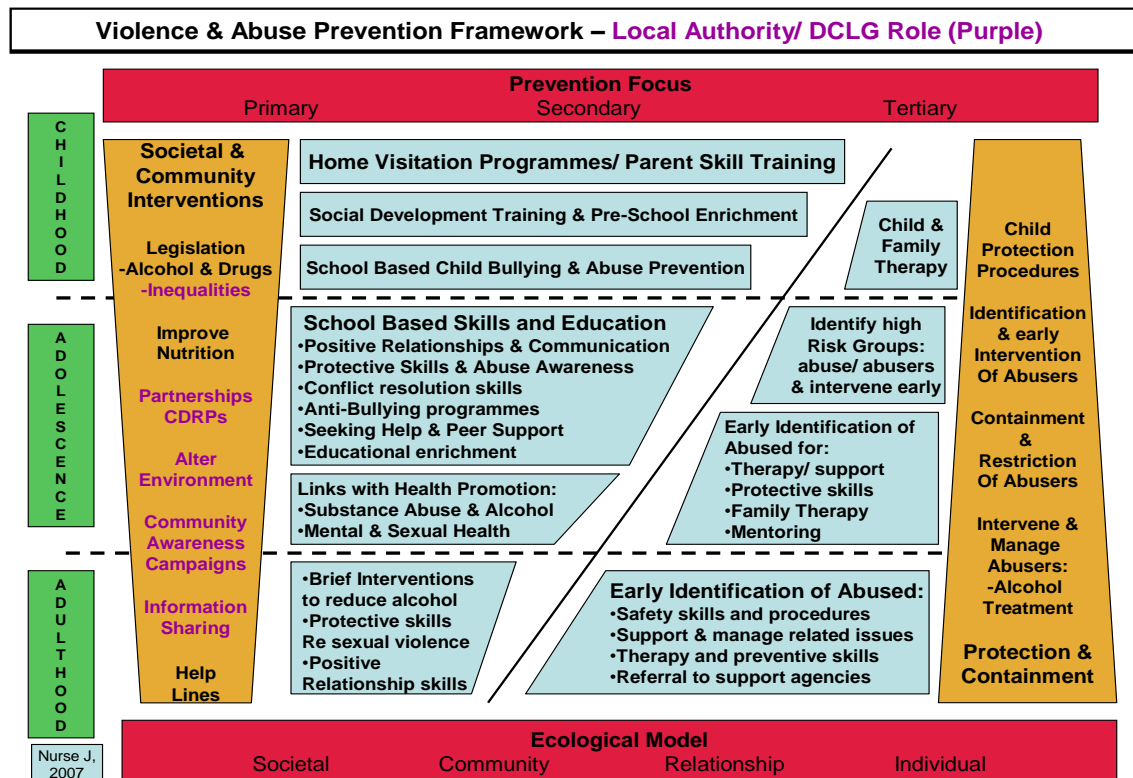 Violence & Abuse Prevention Framework – Local Authority/ DCLG Role (Purple)
Prevention Focus
Primary Secondary Tertiary
CHILDHOOD
Societal &
Community
Interventions
Legislation
-Alcohol & Drugs
-Inequalities
Improve
Nutrition
Partnerships
CDRPs
Alter
Environment
Community
Awareness
Campaigns
Information
Sharing
Help
Lines
Home Visitation Programmes/ Parent Skill Training
Social Development Training & Pre-School Enrichment
School Based Child Bullying & Abuse Prevention
Child &
Family
Therapy
Child
Protection
Procedures
Identification
& early
Intervention
Of Abusers
Containment
&
Restriction
Of Abusers
Intervene &
Manage
Abusers:
-Alcohol
Treatment
Protection &
Containment
ADOLESCENCE
School Based Skills and Education
•Positive Relationships & Communication
•Protective Skills & Abuse Awareness
•Conflict resolution skills
•Anti-Bullying programmes
•Seeking Help & Peer Support
•Educational enrichment
Identify high
Risk Groups:
abuse/ abusers
& intervene early
Links with Health Promotion:
•Substance Abuse & Alcohol
•Mental & Sexual Health
Early Identification of
Abused for:
•Therapy/ support
•Protective skills
•Family Therapy
•Mentoring
ADULTHOOD
•Brief Interventions
to reduce alcohol
•Protective skills
Re sexual violence
•Positive
Relationship skills
Early Identification of Abused:
•Safety skills and procedures
•Support & manage related issues
•Therapy and preventive skills
•Referral to support agencies
Nurse J,
2007
Ecological Model
Societal Community Relationship Individual